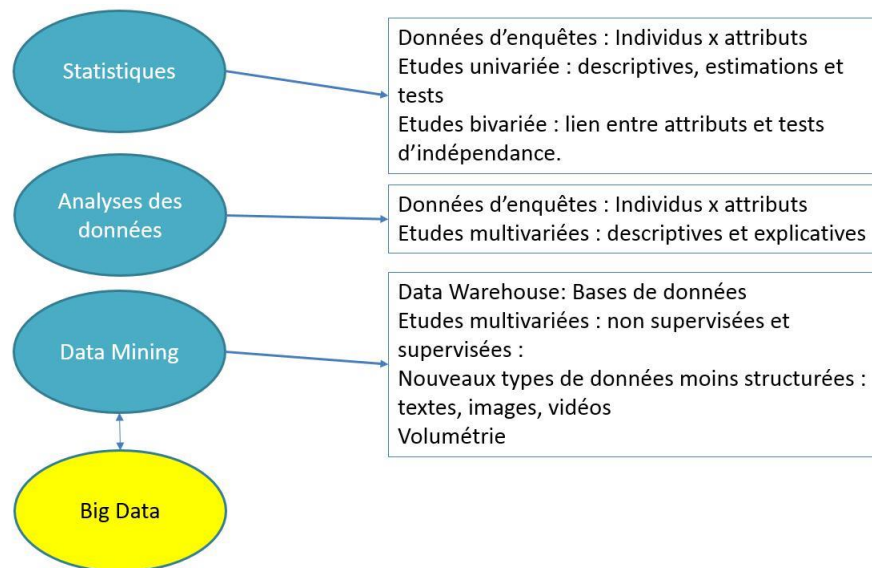 Statistiques
Données d'enquêtes : Individus x attributs
Etudes univariée : descriptives, estimations et
tests
Etudes bivariée : lien entre attributs et tests
d'indépendance.
Analyses des
données
Données d'enquêtes : Individus x attributs
Etudes multivariées : descriptives et explicatives
Data Mining
Data Warehouse: Bases de données
Etudes multivariées : non supervisées et
supervisées :
Nouveaux types de données moins structurées :
textes, images, vidéos
Volumétrie
Big Data